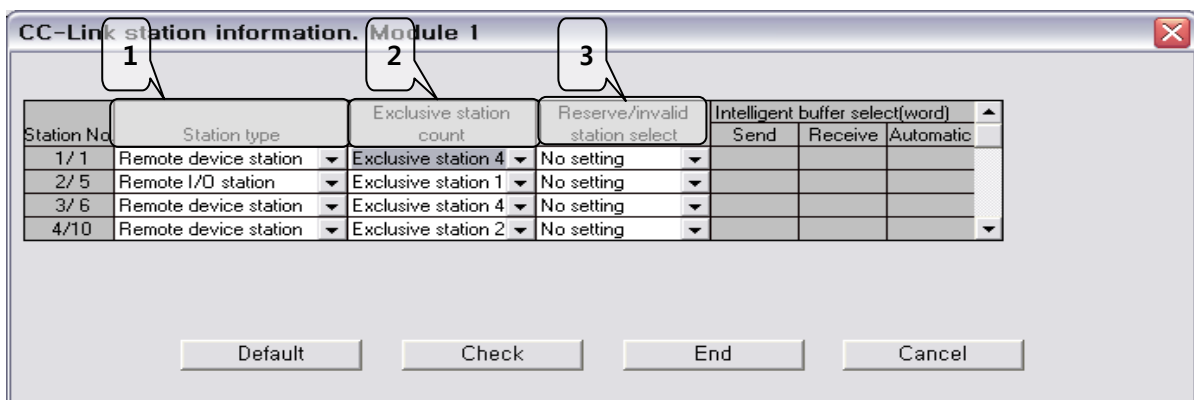 CC-Link station information. Module 1
1
2
3
Station No
Station type
Exclusive station
count
Reserve/invalid
station select
Intelligent buffer select(word)
Send Receive Automatic
1/ 1 Remote device station Exclusive station 4 No setting
2/ 5 Remote I/O station Exclusive station 1 No setting
3/ 6 Remote device station Exclusive station 4 No setting
4/10 Remote device station Exclusive station 2 No setting
Default Check End Cancel